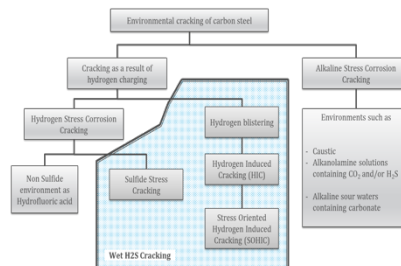 Environmental cracking of carbon steel
Cracking as a result of
hydrogen charging
Alkaline Stress Corrosion
Cracking
Hydrogen Stress Corrosion
Cracking
Hydrogen blistering
Environments such as
- Caustic
- Alkanolamine solutions
containing CO₂ and/or H₂S
- Alkaline sour waters
containing carbonate
Non Sulfide
environment as
Hydrofluoric acid
Sulfide Stress
Cracking
Hydrogen Induced
Cracking (HIC)
Stress Oriented
Hydrogen Induced
Cracking (SOHIC)
Wet H2S Cracking